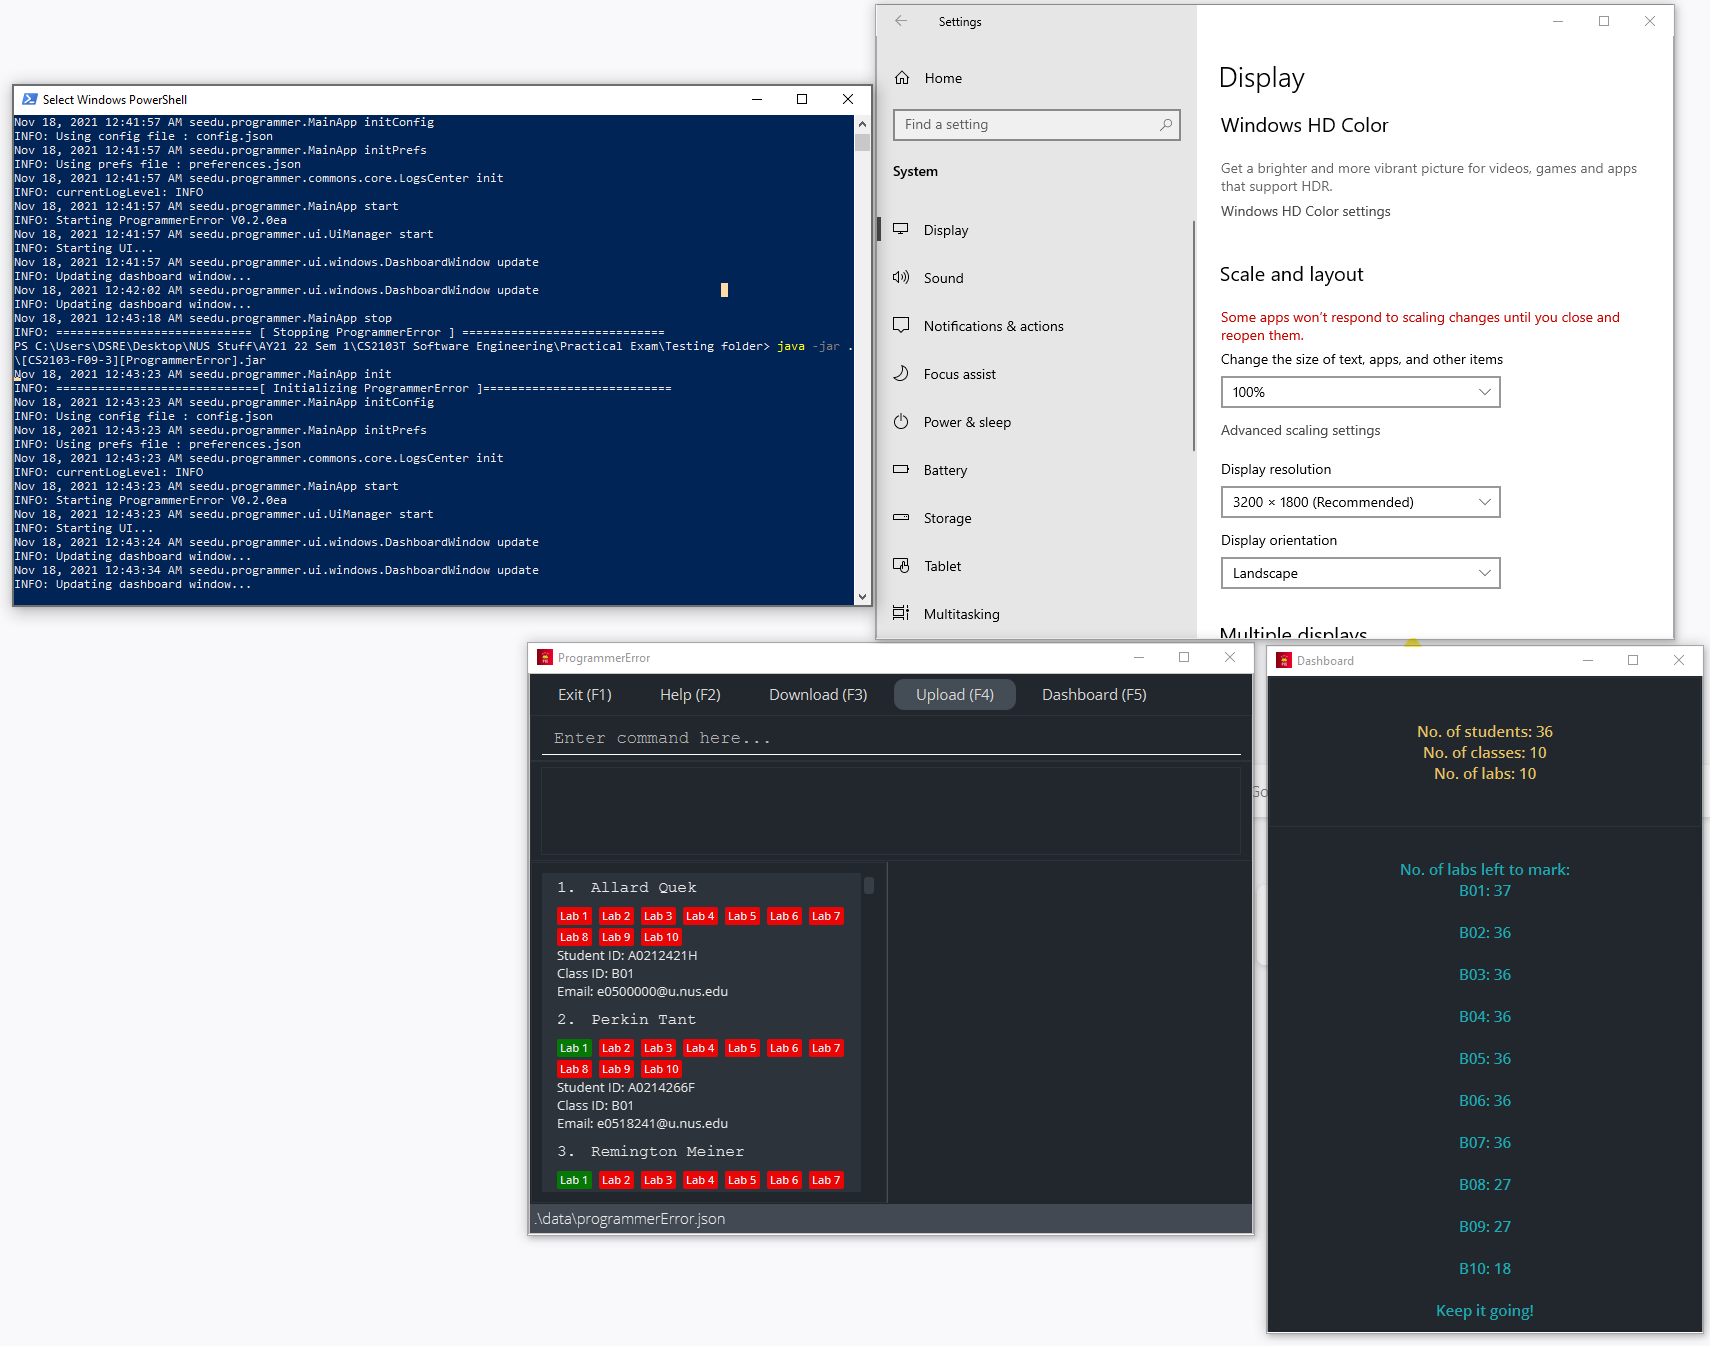 Select Windows PowerShell
Nov 18, 2021 12:41:57 AM seedu.programmer.MainApp initConfig
INFO: Using config file : config.json
Nov 18, 2021 12:41:57 AM seedu.programmer.MainApp initPrefs
INFO: Using prefs file : preferences.json
Nov 18, 2021 12:41:57 AM seedu.programmer.commons.core.LogsCenter init
INFO: currentLogLevel: INFO
Nov 18, 2021 12:41:57 AM seedu.programmer.MainApp start
INFO: Starting ProgrammerError V0.2.0ea
Nov 18, 2021 12:41:57 AM seedu.programmer.ui.UiManager start
INFO: Starting UI...
Nov 18, 2021 12:41:57 AM seedu.programmer.ui.windows.DashboardWindow update
INFO: Updating dashboard window...
Nov 18, 2021 12:42:02 AM seedu.programmer.ui.windows.DashboardWindow update
INFO: Updating dashboard window...
Nov 18, 2021 12:43:18 AM seedu.programmer.MainApp stop
INFO: ============================ [ Stopping ProgrammerError ] =============================
PS C:\Users\DSRE\Desktop\NUS Stuff\AY21 22 Sem 1\CS2103T Software Engineering\Practical Exam\Testing folder> java -jar .
\[CS2103-F09-3][ProgrammerError].jar
Nov 18, 2021 12:43:23 AM seedu.programmer.MainApp init
INFO: =============================[ Initializing ProgrammerError ]===========================
Nov 18, 2021 12:43:23 AM seedu.programmer.MainApp initConfig
INFO: Using config file : config.json
Nov 18, 2021 12:43:23 AM seedu.programmer.MainApp initPrefs
INFO: Using prefs file : preferences.json
Nov 18, 2021 12:43:23 AM seedu.programmer.commons.core.LogsCenter init
INFO: currentLogLevel: INFO
Nov 18, 2021 12:43:23 AM seedu.programmer.MainApp start
INFO: Starting ProgrammerError V0.2.0ea
Nov 18, 2021 12:43:23 AM seedu.programmer.ui.UiManager start
INFO: Starting UI...
Nov 18, 2021 12:43:24 AM seedu.programmer.ui.windows.DashboardWindow update
INFO: Updating dashboard window...
Nov 18, 2021 12:43:34 AM seedu.programmer.ui.windows.DashboardWindow update
INFO: Updating dashboard window...
Settings
Home
Find a setting
System
Display
Sound
Notifications & actions
Focus assist
Power & sleep
Battery
Storage
Tablet
Multitasking
Display
Windows HD Color
Get a brighter and more vibrant picture for videos, games and apps
that support HDR.
Windows HD Color settings
Scale and layout
Some apps won't respond to scaling changes until you close and
reopen them.
Change the size of text, apps, and other items
100%
Advanced scaling settings
Display resolution
3200 × 1800 (Recommended)
Display orientation
Landscape
Multiple displays
ProgrammerError
Exit (F1) Help (F2) Download (F3) Upload (F4) Dashboard (F5)
Enter command here...
1. Allard Quek
Lab 1 Lab 2 Lab 3 Lab 4 Lab 5 Lab 6 Lab 7
Lab 8 Lab 9 Lab 10
Student ID: A0212421H
Class ID: B01
Email: e0500000@u.nus.edu
2. Perkin Tant
Lab 1 Lab 2 Lab 3 Lab 4 Lab 5 Lab 6 Lab 7
Lab 8 Lab 9 Lab 10
Student ID: A0214266F
Class ID: B01
Email: e0518241@u.nus.edu
3. Remington Meiner
Lab 1 Lab 2 Lab 3 Lab 4 Lab 5 Lab 6 Lab 7
.\data\programmerError.json
Go
Dashboard
No. of students: 36
No. of classes: 10
No. of labs: 10
No. of labs left to mark:
B01: 37
B02: 36
B03: 36
B04: 36
B05: 36
B06: 36
B07: 36
B08: 27
B09: 27
B10: 18
Keep it going!